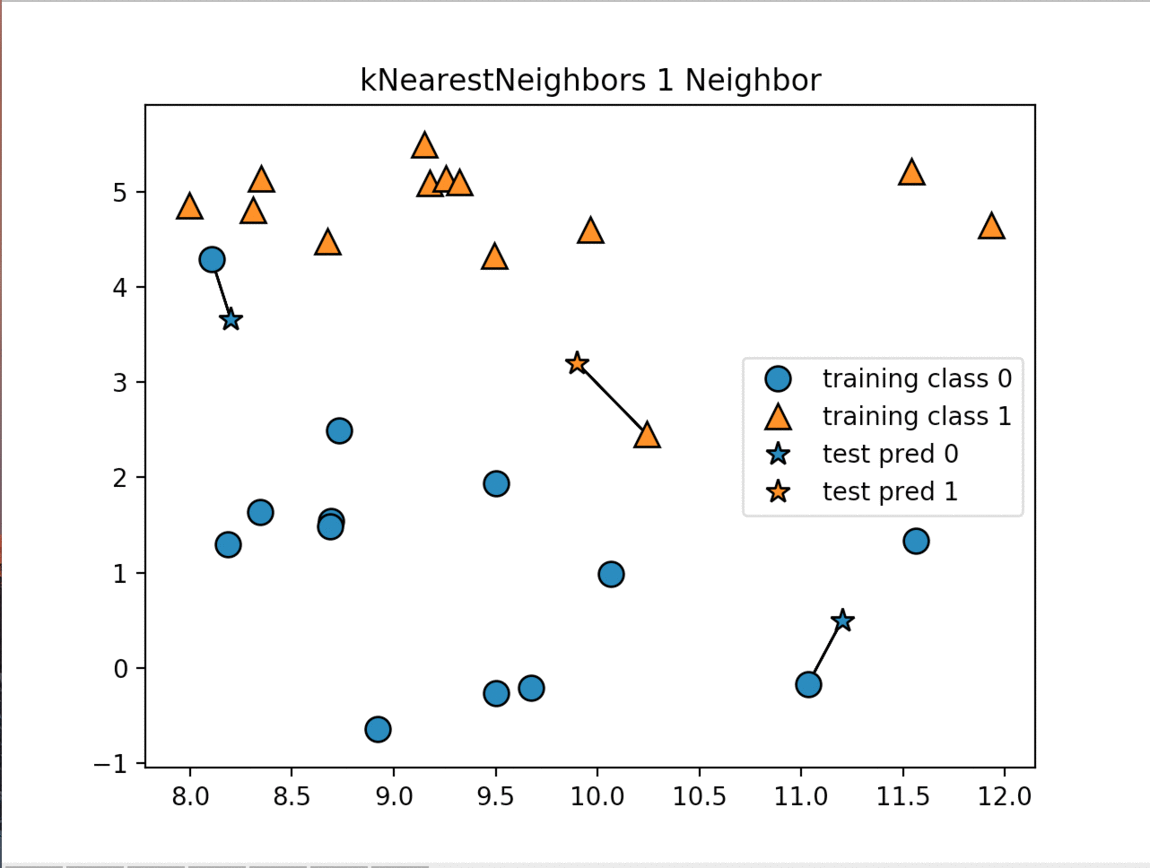 kNearestNeighbors 1 Neighbor
5
4
3
2
1
0
−1
training class 0
training class 1
test pred 0
test pred 1
8.0 8.5 9.0 9.5 10.0 10.5 11.0 11.5 12.0